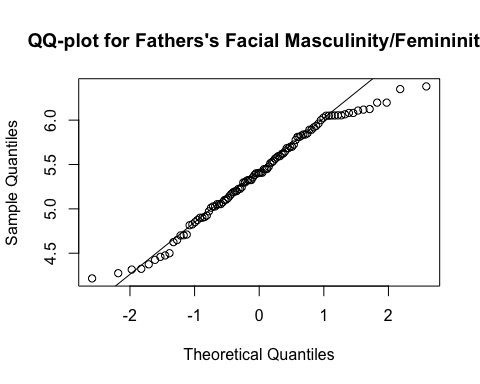 QQ-plot for Fathers's Facial Masculinity/Femininit
Sample Quantiles
6.0
5.5
5.0
4.5
-2 -1 0 1 2
Theoretical Quantiles